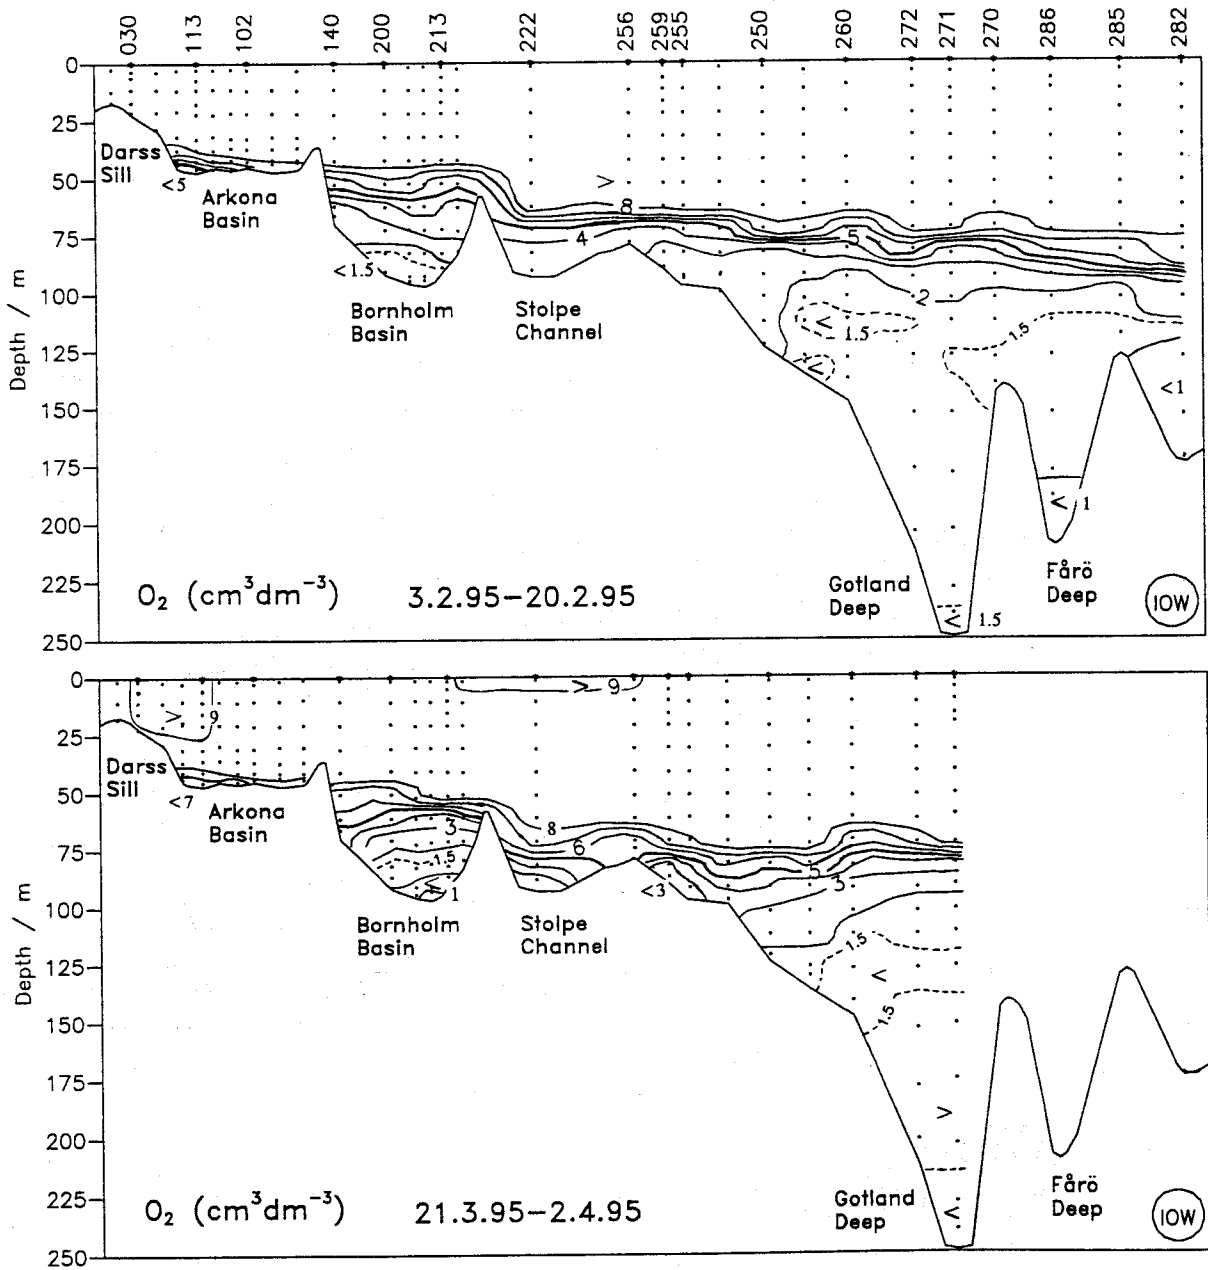 030 113 102 140 200 213 222 256 259 255 250 260 272 271 270 286 285 282
0
25
50
75
100
125
150
175
200
225
250
Depth / m
Darss
Sill
<5
Arkona
Basin
<1.5
Bornholm
Basin
Stolpe
Channel
>
8
4
5
2
< 1.5
<
1.5
<1
< 1
< 1.5
Gotland
Deep
Fårö
Deep
O₂ (cm³dm⁻³) 3.2.95–20.2.95
IOW
0
25
50
75
100
125
150
175
200
225
250
Depth / m
> 9
> 9
Darss
Sill
<7
Arkona
Basin
3
1.5
< 1
Bornholm
Basin
Stolpe
Channel
8
6
<3
5
3
1.5
<
1.5
>
<
Gotland
Deep
Fårö
Deep
O₂ (cm³dm⁻³) 21.3.95–2.4.95
IOW